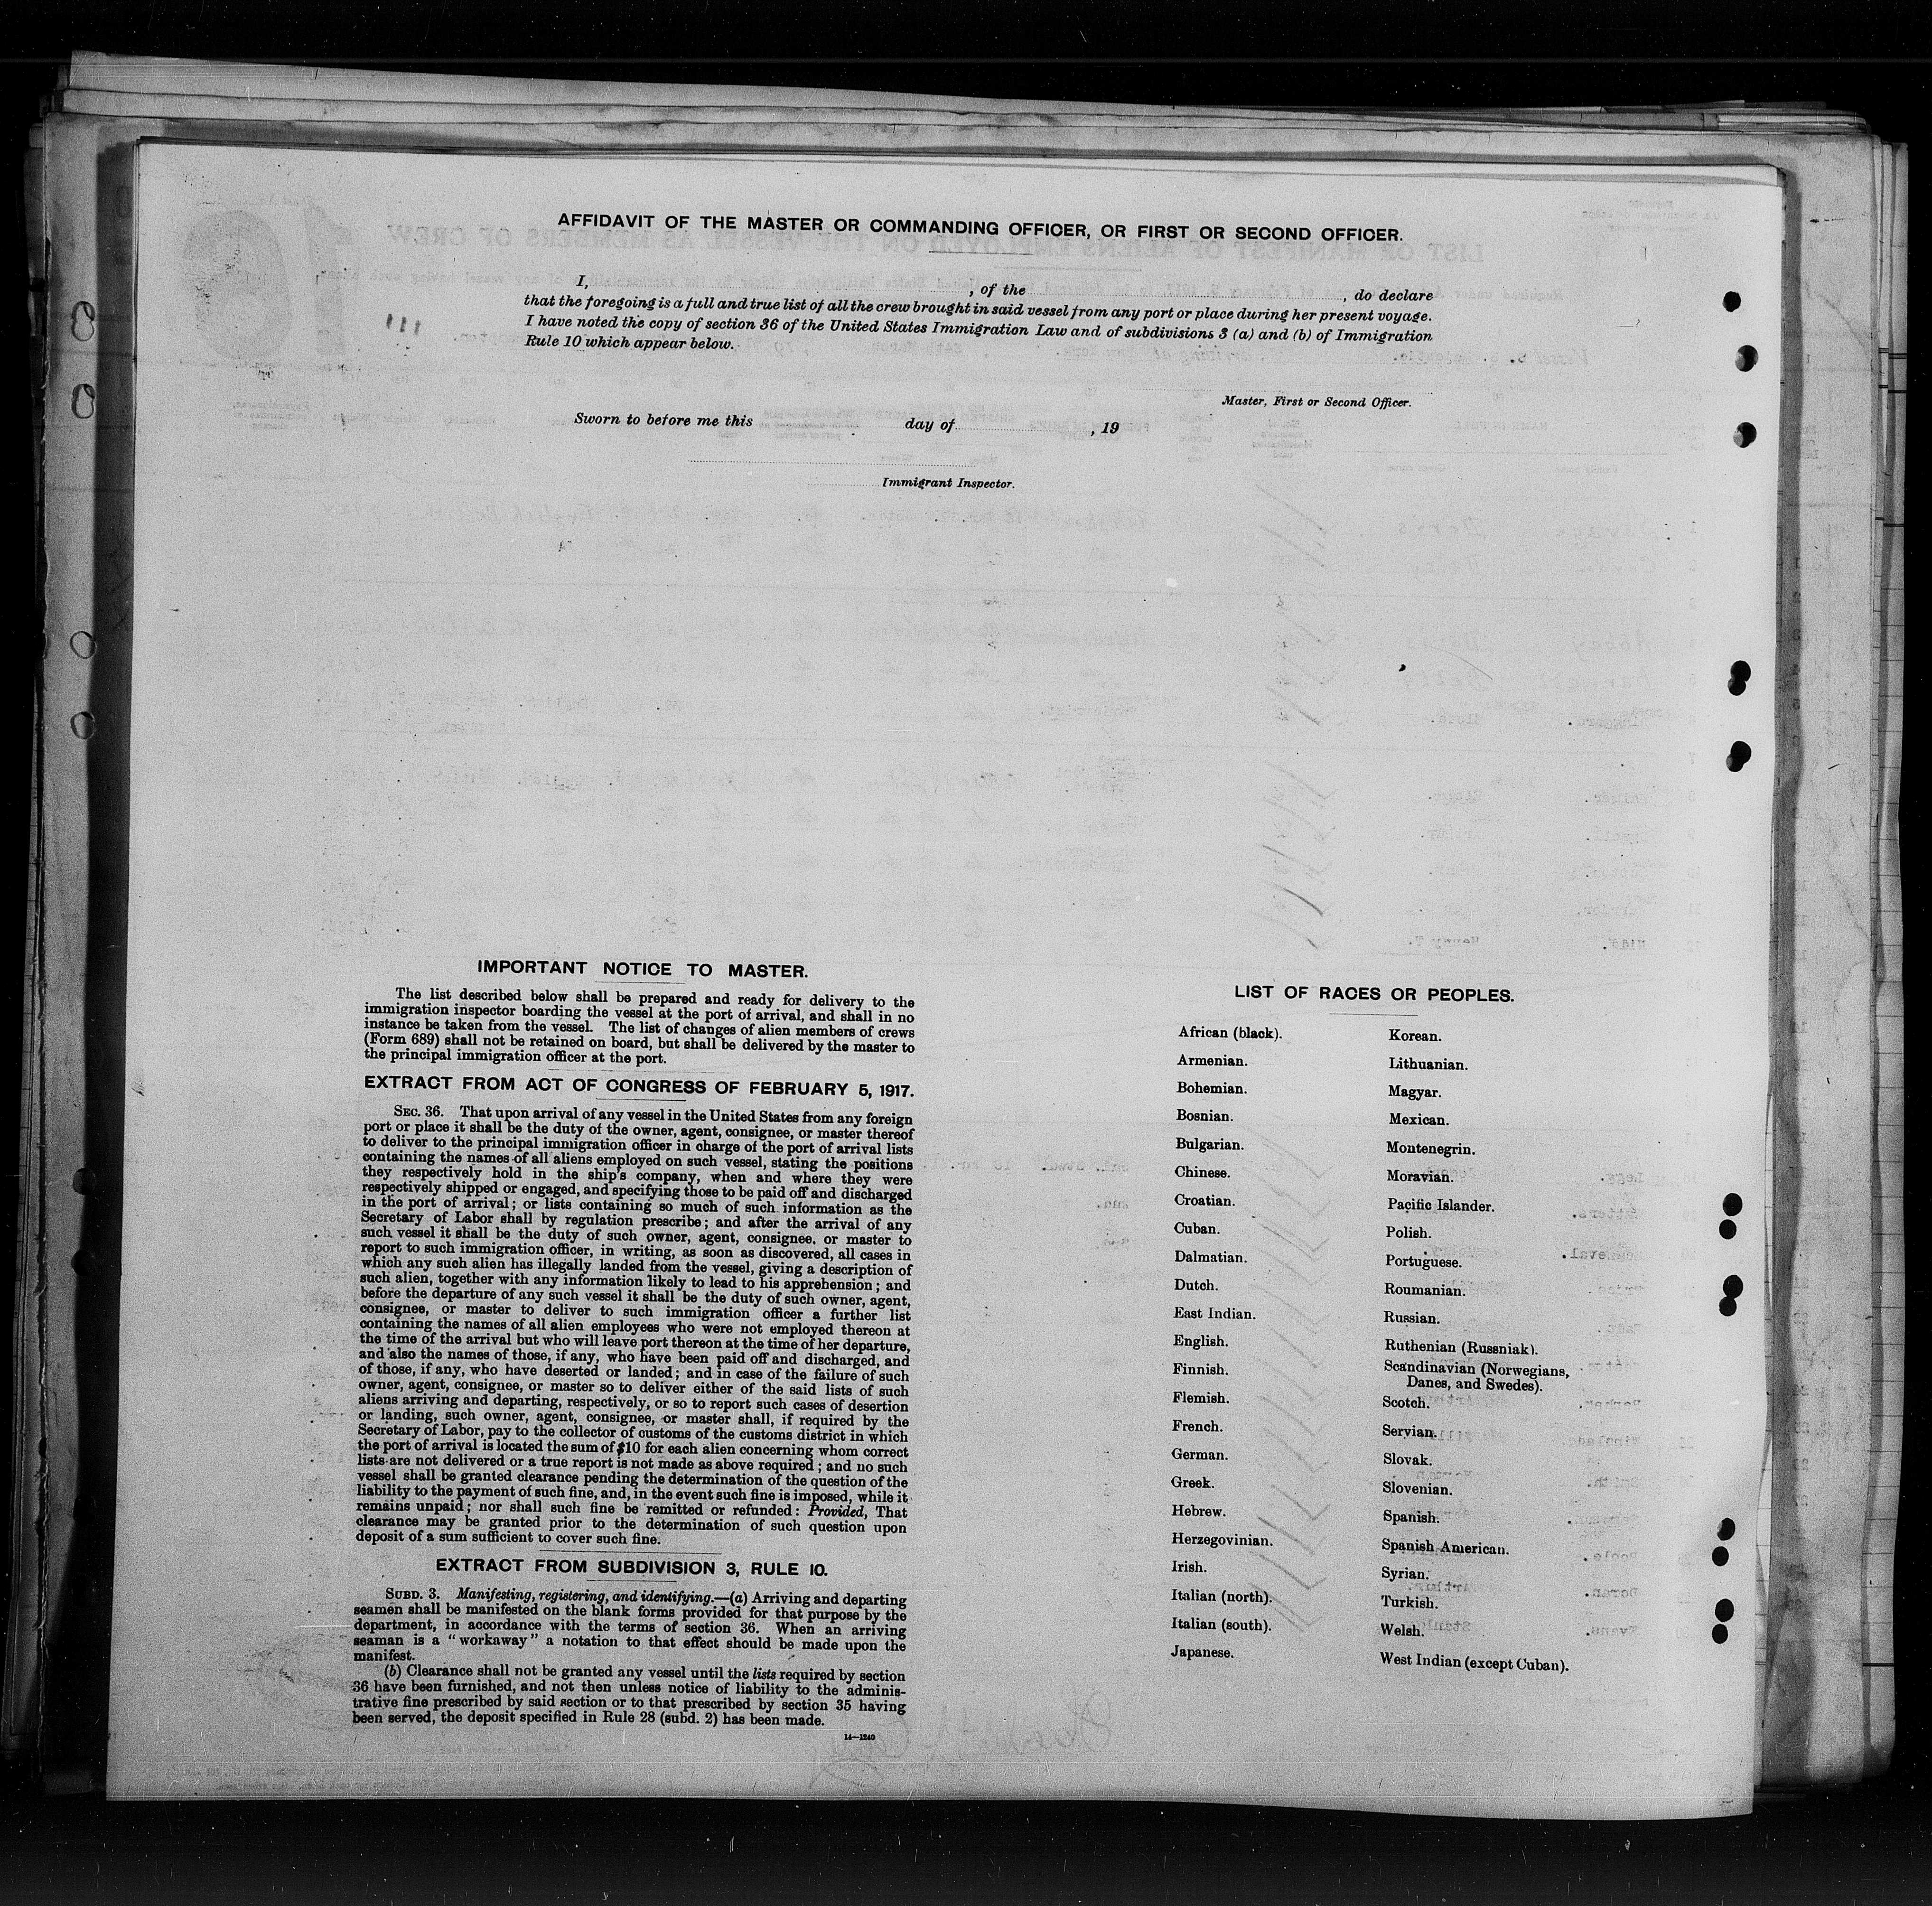 AFFIDAVIT OF THE MASTER OR COMMANDING OFFICER, OR FIRST OR SECOND OFFICER.
I, , of the , do declare
that the foregoing is a full and true list of all the crew brought in said vessel from any port or place during her present voyage.
I have noted the copy of section 36 of the United States Immigration Law and of subdivisions 3 (a) and (b) of Immigration
Rule 10 which appear below.
Master, First or Second Officer.
Sworn to before me this day of , 19
Immigrant Inspector.
IMPORTANT NOTICE TO MASTER.
The list described below shall be prepared and ready for delivery to the
immigration inspector boarding the vessel at the port of arrival, and shall in no
instance be taken from the vessel. The list of changes of alien members of crews
(Form 689) shall not be retained on board, but shall be delivered by the master to
the principal immigration officer at the port.
EXTRACT FROM ACT OF CONGRESS OF FEBRUARY 5, 1917.
SEC. 36. That upon arrival of any vessel in the United States from any foreign
port or place it shall be the duty of the owner, agent, consignee, or master thereof
to deliver to the principal immigration officer in charge of the port of arrival lists
containing the names of all aliens employed on such vessel, stating the positions
they respectively hold in the ship's company, when and where they were
respectively shipped or engaged, and specifying those to be paid off and discharged
in the port of arrival; or lists containing so much of such information as the
Secretary of Labor shall by regulation prescribe; and after the arrival of any
such vessel it shall be the duty of such owner, agent, consignee, or master to
report to such immigration officer, in writing, as soon as discovered, all cases in
which any such alien has illegally landed from the vessel, giving a description of
such alien, together with any information likely to lead to his apprehension; and
before the departure of any such vessel it shall be the duty of such owner, agent,
consignee, or master to deliver to such immigration officer a further list
containing the names of all alien employees who were not employed thereon at
the time of the arrival but who will leave port thereon at the time of her departure,
and also the names of those, if any, who have been paid off and discharged, and
of those, if any, who have deserted or landed; and in case of the failure of such
owner, agent, consignee, or master so to deliver either of the said lists of such
aliens arriving and departing, respectively, or so to report such cases of desertion
or landing, such owner, agent, consignee, or master shall, if required by the
Secretary of Labor, pay to the collector of customs of the customs district in which
the port of arrival is located the sum of $10 for each alien concerning whom correct
lists are not delivered or a true report is not made as above required; and no such
vessel shall be granted clearance pending the determination of the question of the
liability to the payment of such fine, and, in the event such fine is imposed, while it
remains unpaid; nor shall such fine be remitted or refunded: Provided, That
clearance may be granted prior to the determination of such question upon
deposit of a sum sufficient to cover such fine.
EXTRACT FROM SUBDIVISION 3, RULE 10.
SUBD. 3. Manifesting, registering, and identifying.—(a) Arriving and departing
seamen shall be manifested on the blank forms provided for that purpose by the
department, in accordance with the terms of section 36. When an arriving
seaman is a "workaway" a notation to that effect should be made upon the
manifest.
(b) Clearance shall not be granted any vessel until the lists required by section
36 have been furnished, and not then unless notice of liability to the adminis-
trative fine prescribed by said section or to that prescribed by section 35 having
been served, the deposit specified in Rule 28 (subd. 2) has been made.
14—1240
LIST OF RACES OR PEOPLES.
African (black).
Armenian.
Bohemian.
Bosnian.
Bulgarian.
Chinese.
Croatian.
Cuban.
Dalmatian.
Dutch.
East Indian.
English.
Finnish.
Flemish.
French.
German.
Greek.
Hebrew.
Herzegovinian.
Irish.
Italian (north).
Italian (south).
Japanese.
Korean.
Lithuanian.
Magyar.
Mexican.
Montenegrin.
Moravian.
Pacific Islander.
Polish.
Portuguese.
Roumanian.
Russian.
Ruthenian (Russniak).
Scandinavian (Norwegians,
Danes, and Swedes).
Scotch.
Servian.
Slovak.
Slovenian.
Spanish.
Spanish American.
Syrian.
Turkish.
Welsh.
West Indian (except Cuban).